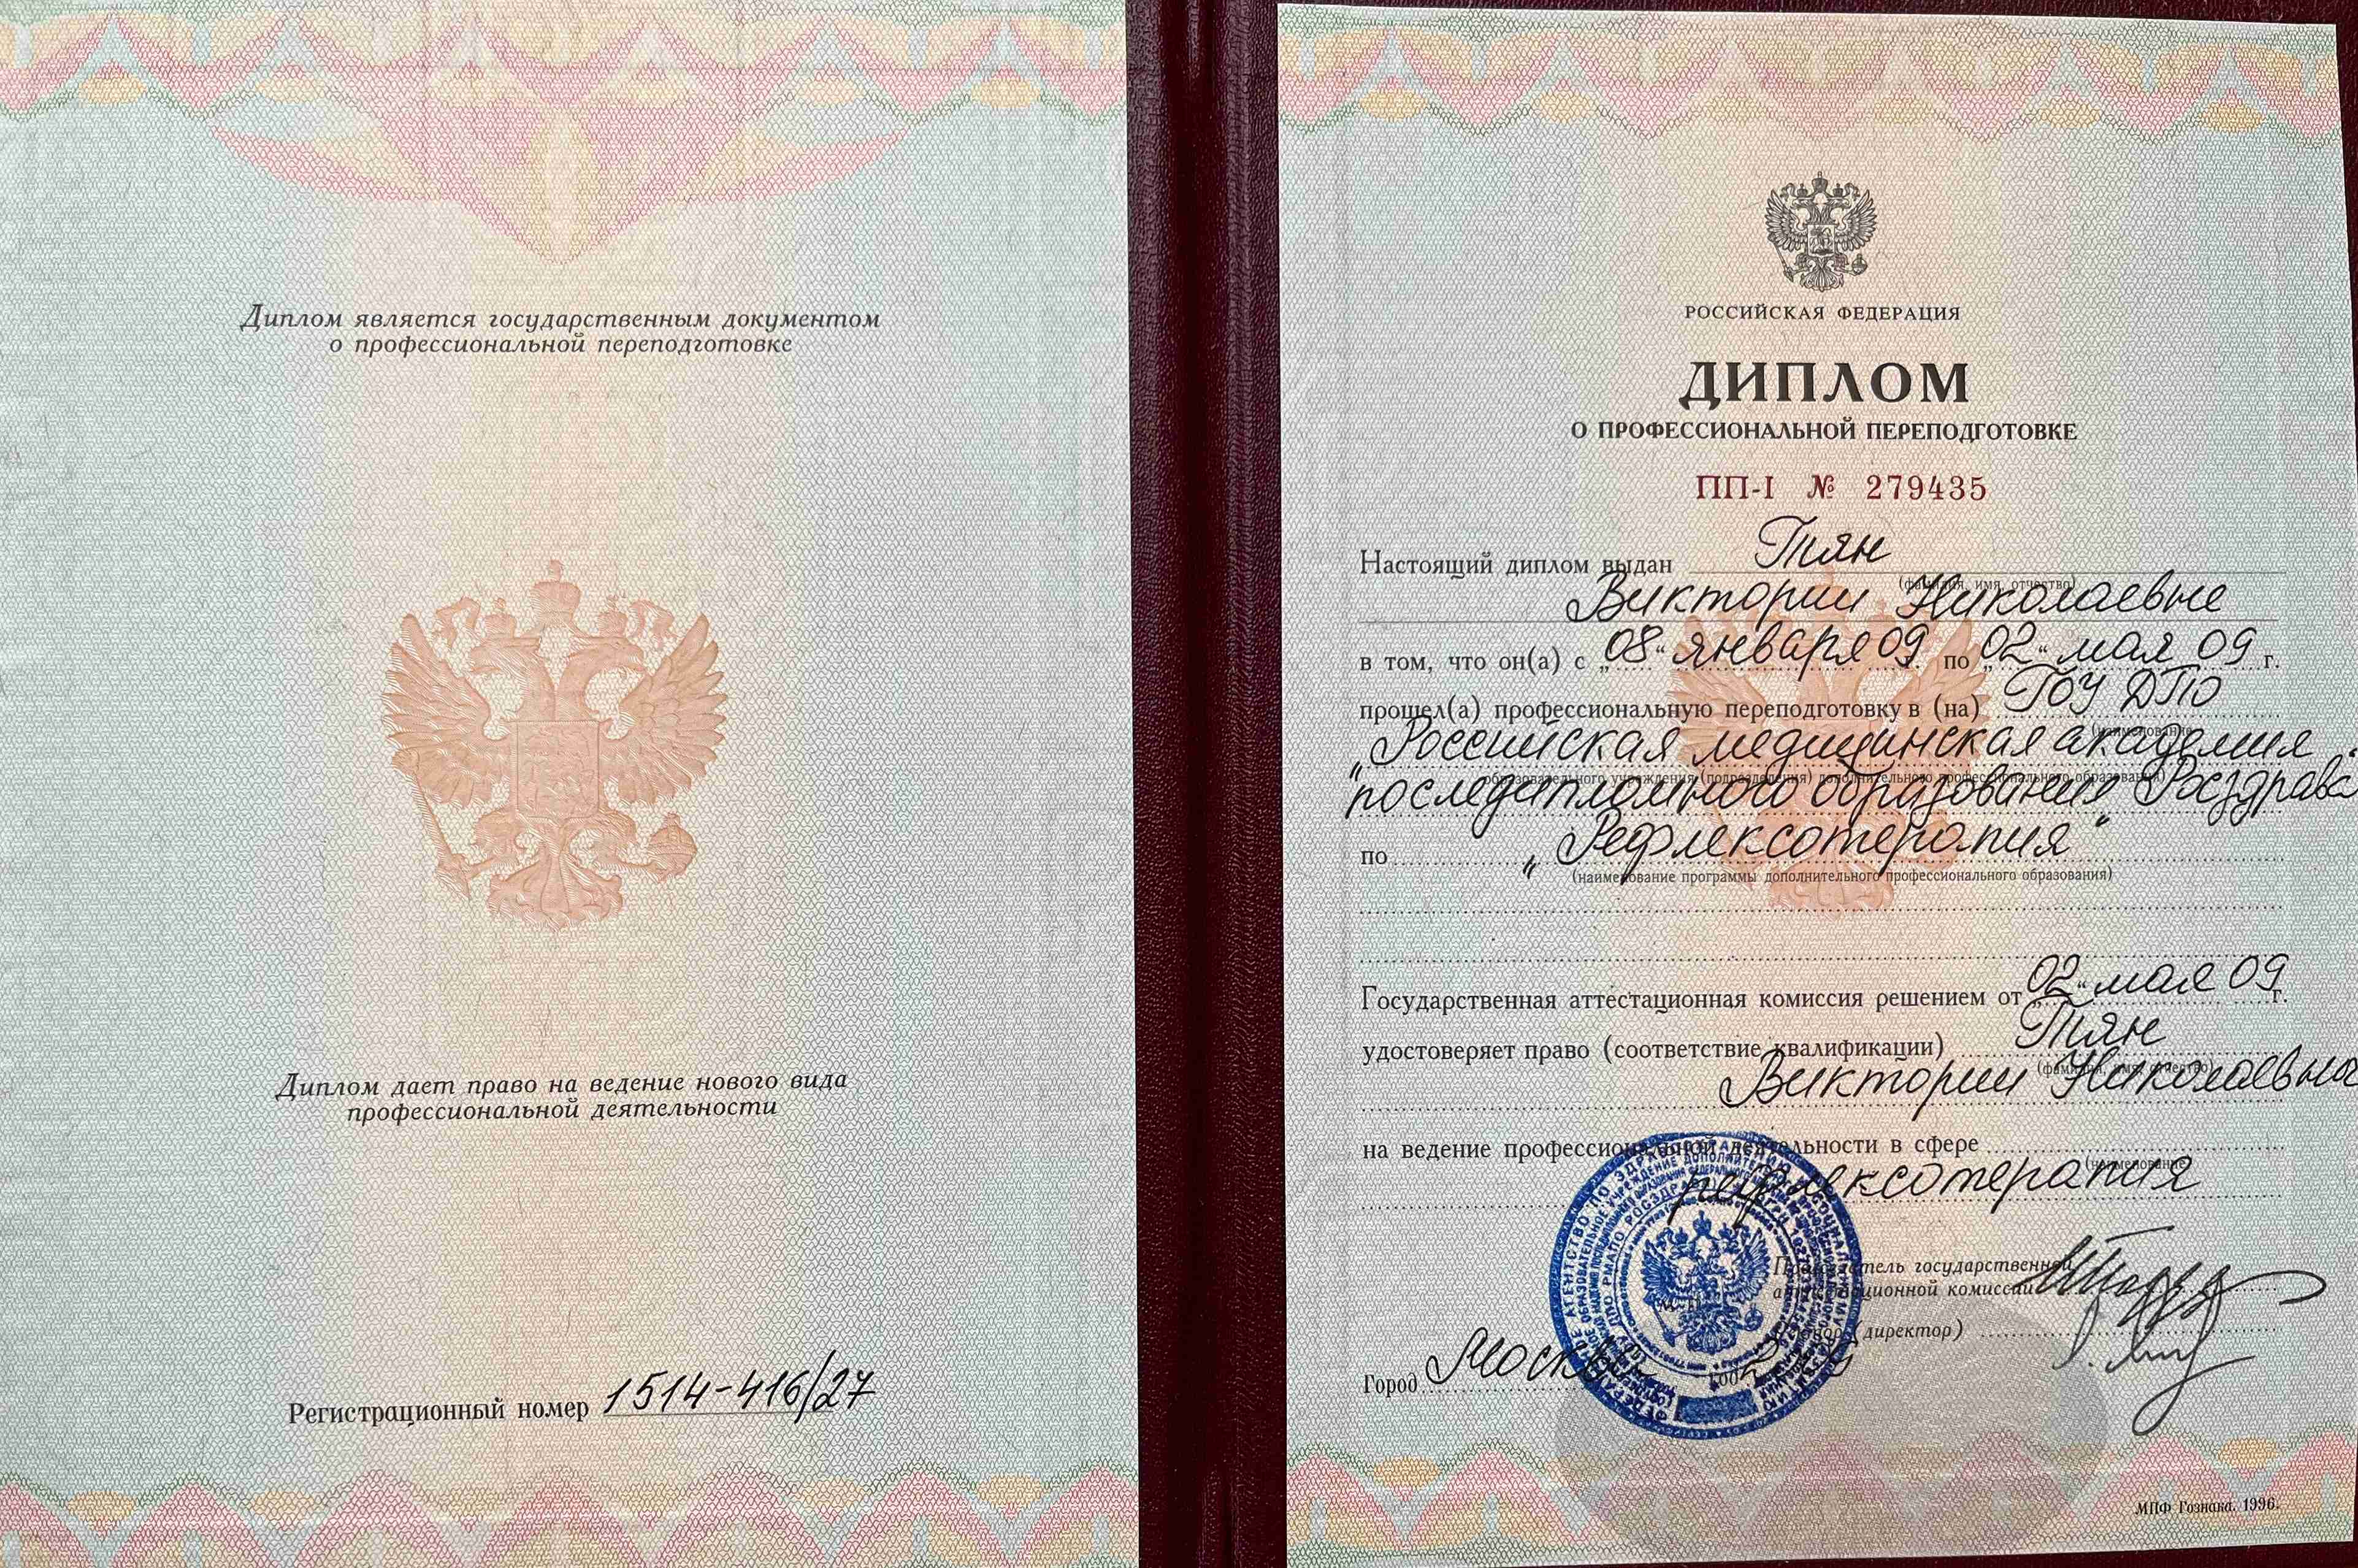 Диплом является государственным документом
о профессиональной переподготовке
Диплом дает право на ведение нового вида
профессиональной деятельности
Регистрационный номер 1514-416/27
РОССИЙСКАЯ ФЕДЕРАЦИЯ
ДИПЛОМ
О ПРОФЕССИОНАЛЬНОЙ ПЕРЕПОДГОТОВКЕ
ПП-I № 279435
Настоящий диплом выдан Тян
(фамилия, имя, отчество)
Виктории Николаевне
в том, что он(а) с „08“ января 09 по „02“ мая 09 г.
прошел(а) профессиональную переподготовку в (на) ГОУ ДПО
(наименование
„Российская медицинская академия
образовательного учреждения (подразделения) дополнительного профессионального образования)
последипломного образования Росздрава“
по „Рефлексотерапия“
(наименование программы дополнительного профессионального образования)
Государственная аттестационная комиссия решением от „02“ мая 09 г.
удостоверяет право (соответствие квалификации) Тян
(фамилия, имя, отчество)
Виктории Николаевны
на ведение профессиональной деятельности в сфере
(наименование
рефлексотерапия
Председатель государственной
аттестационной комиссии
(директор)
Город Москва
МПФ Гознака. 1996.